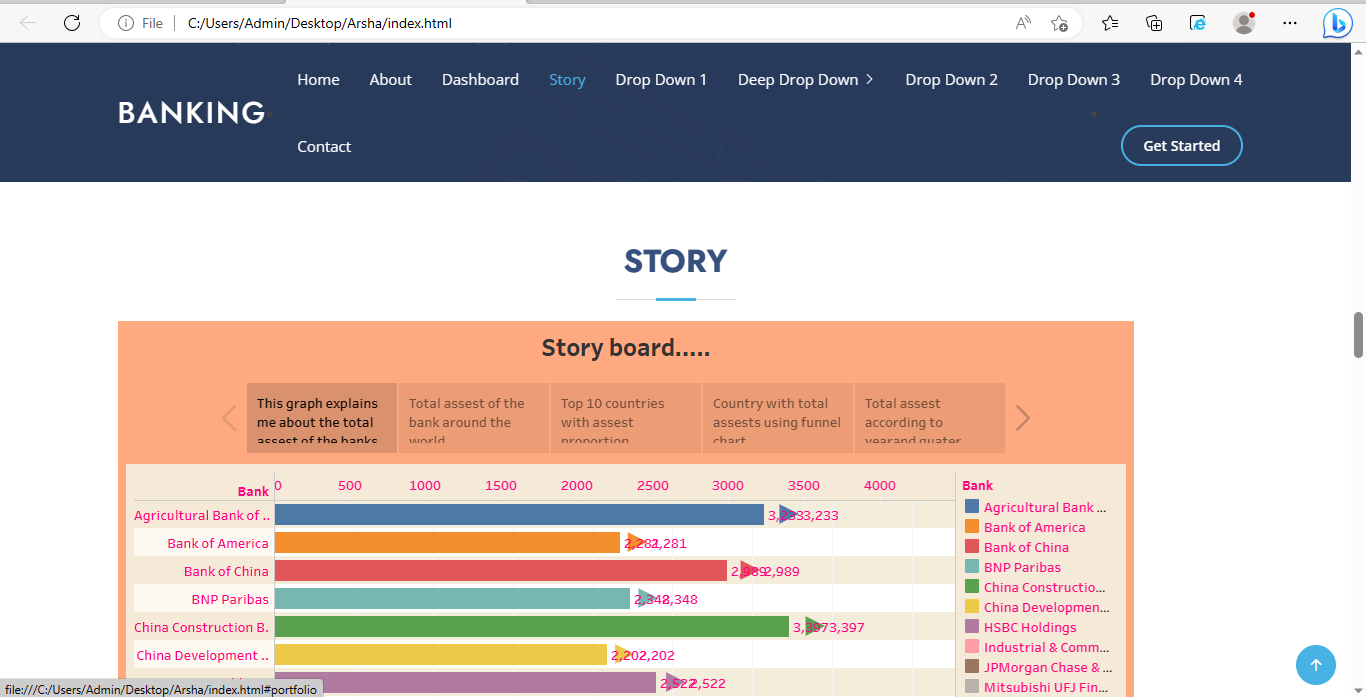 File C:/Users/Admin/Desktop/Arsha/index.html
Home About Dashboard Story Drop Down 1 Deep Drop Down Drop Down 2 Drop Down 3 Drop Down 4
BANKING
Contact Get Started
STORY
Story board.....
This graph explains
me about the total
assest of the banks
Total assest of the
bank around the
world
Top 10 countries
with assest
proportion
Country with total
assests using funnel
chart
Total assest
according to
yearand quater
Bank 0 500 1000 1500 2000 2500 3000 3500 4000
Agricultural Bank of .. 3,233 3,233
Bank of America 2,281 2,281
Bank of China 2,989 2,989
BNP Paribas 2,348 2,348
China Construction B. 3,397 3,397
China Development .. 2,202 2,202
2,522 2,522
Bank
Agricultural Bank ...
Bank of America
Bank of China
BNP Paribas
China Constructio...
China Developmen...
HSBC Holdings
Industrial & Comm...
JPMorgan Chase & ...
Mitsubishi UFJ Fin...
file:///C:/Users/Admin/Desktop/Arsha/index.html#portfolio